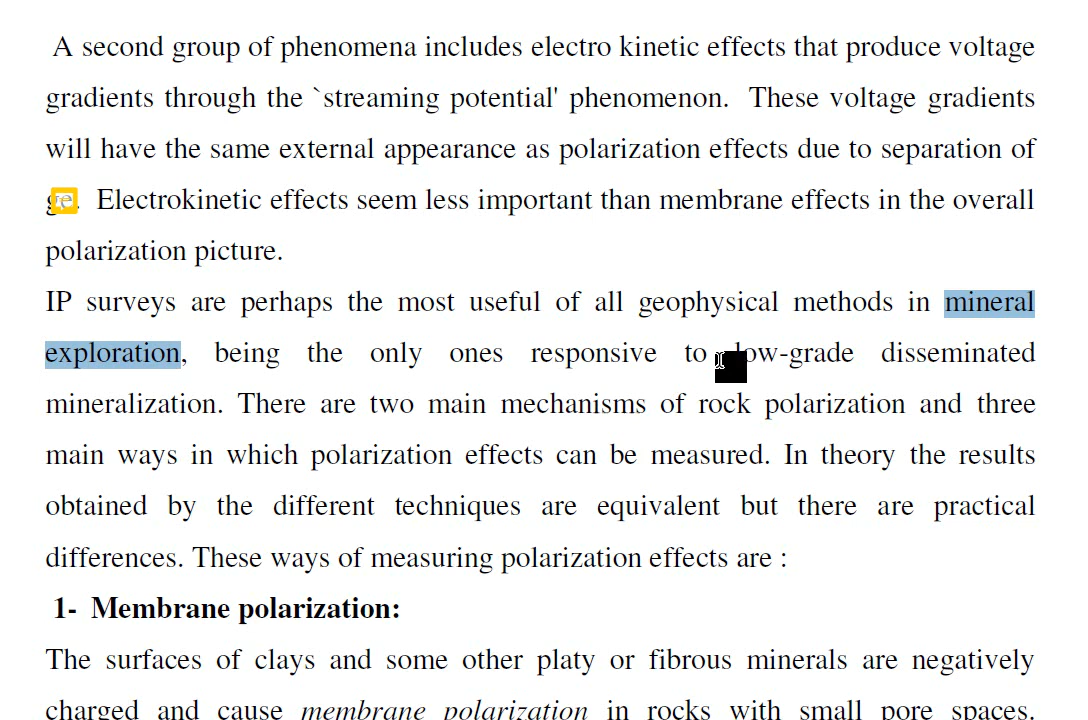 A second group of phenomena includes electro kinetic effects that produce voltage
gradients through the `streaming potential' phenomenon. These voltage gradients
will have the same external appearance as polarization effects due to separation of
Electrokinetic effects seem less important than membrane effects in the overall
polarization picture.
IP surveys are perhaps the most useful of all geophysical methods in mineral
exploration, being the only ones responsive to low-grade disseminated
mineralization. There are two main mechanisms of rock polarization and three
main ways in which polarization effects can be measured. In theory the results
obtained by the different techniques are equivalent but there are practical
differences. These ways of measuring polarization effects are :
1- Membrane polarization:
The surfaces of clays and some other platy or fibrous minerals are negatively
charged and cause membrane polarization in rocks with small pore spaces.